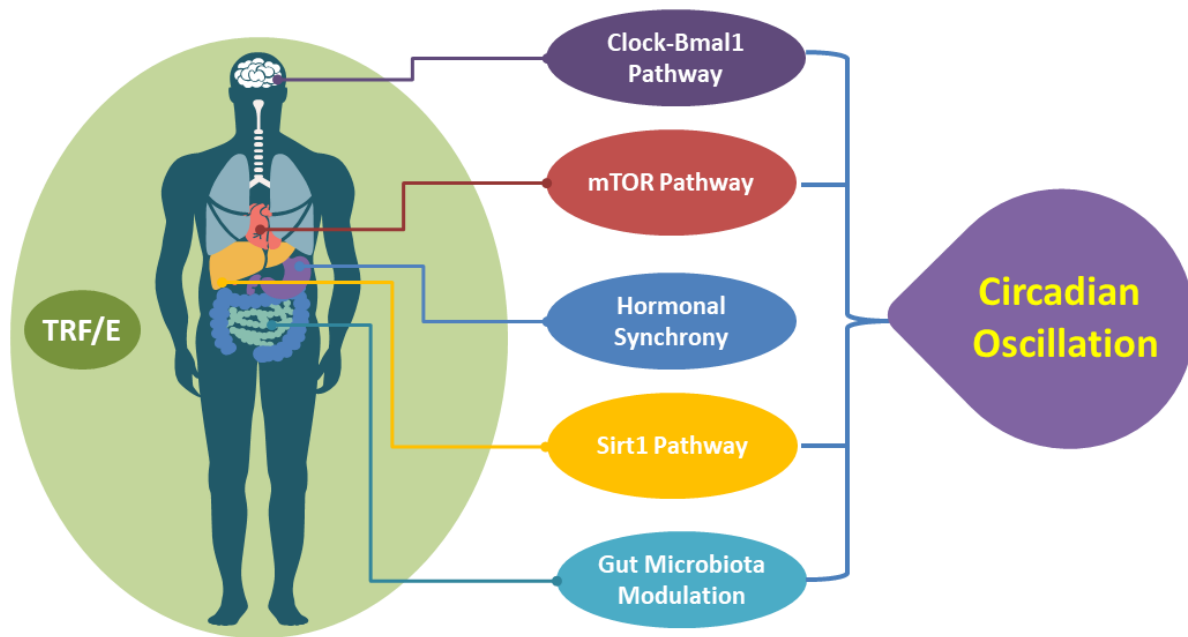 Clock-Bmal1
Pathway
mTOR Pathway
Hormonal
Synchrony
Sirt1 Pathway
Gut Microbiota
Modulation
TRF/E
Circadian
Oscillation